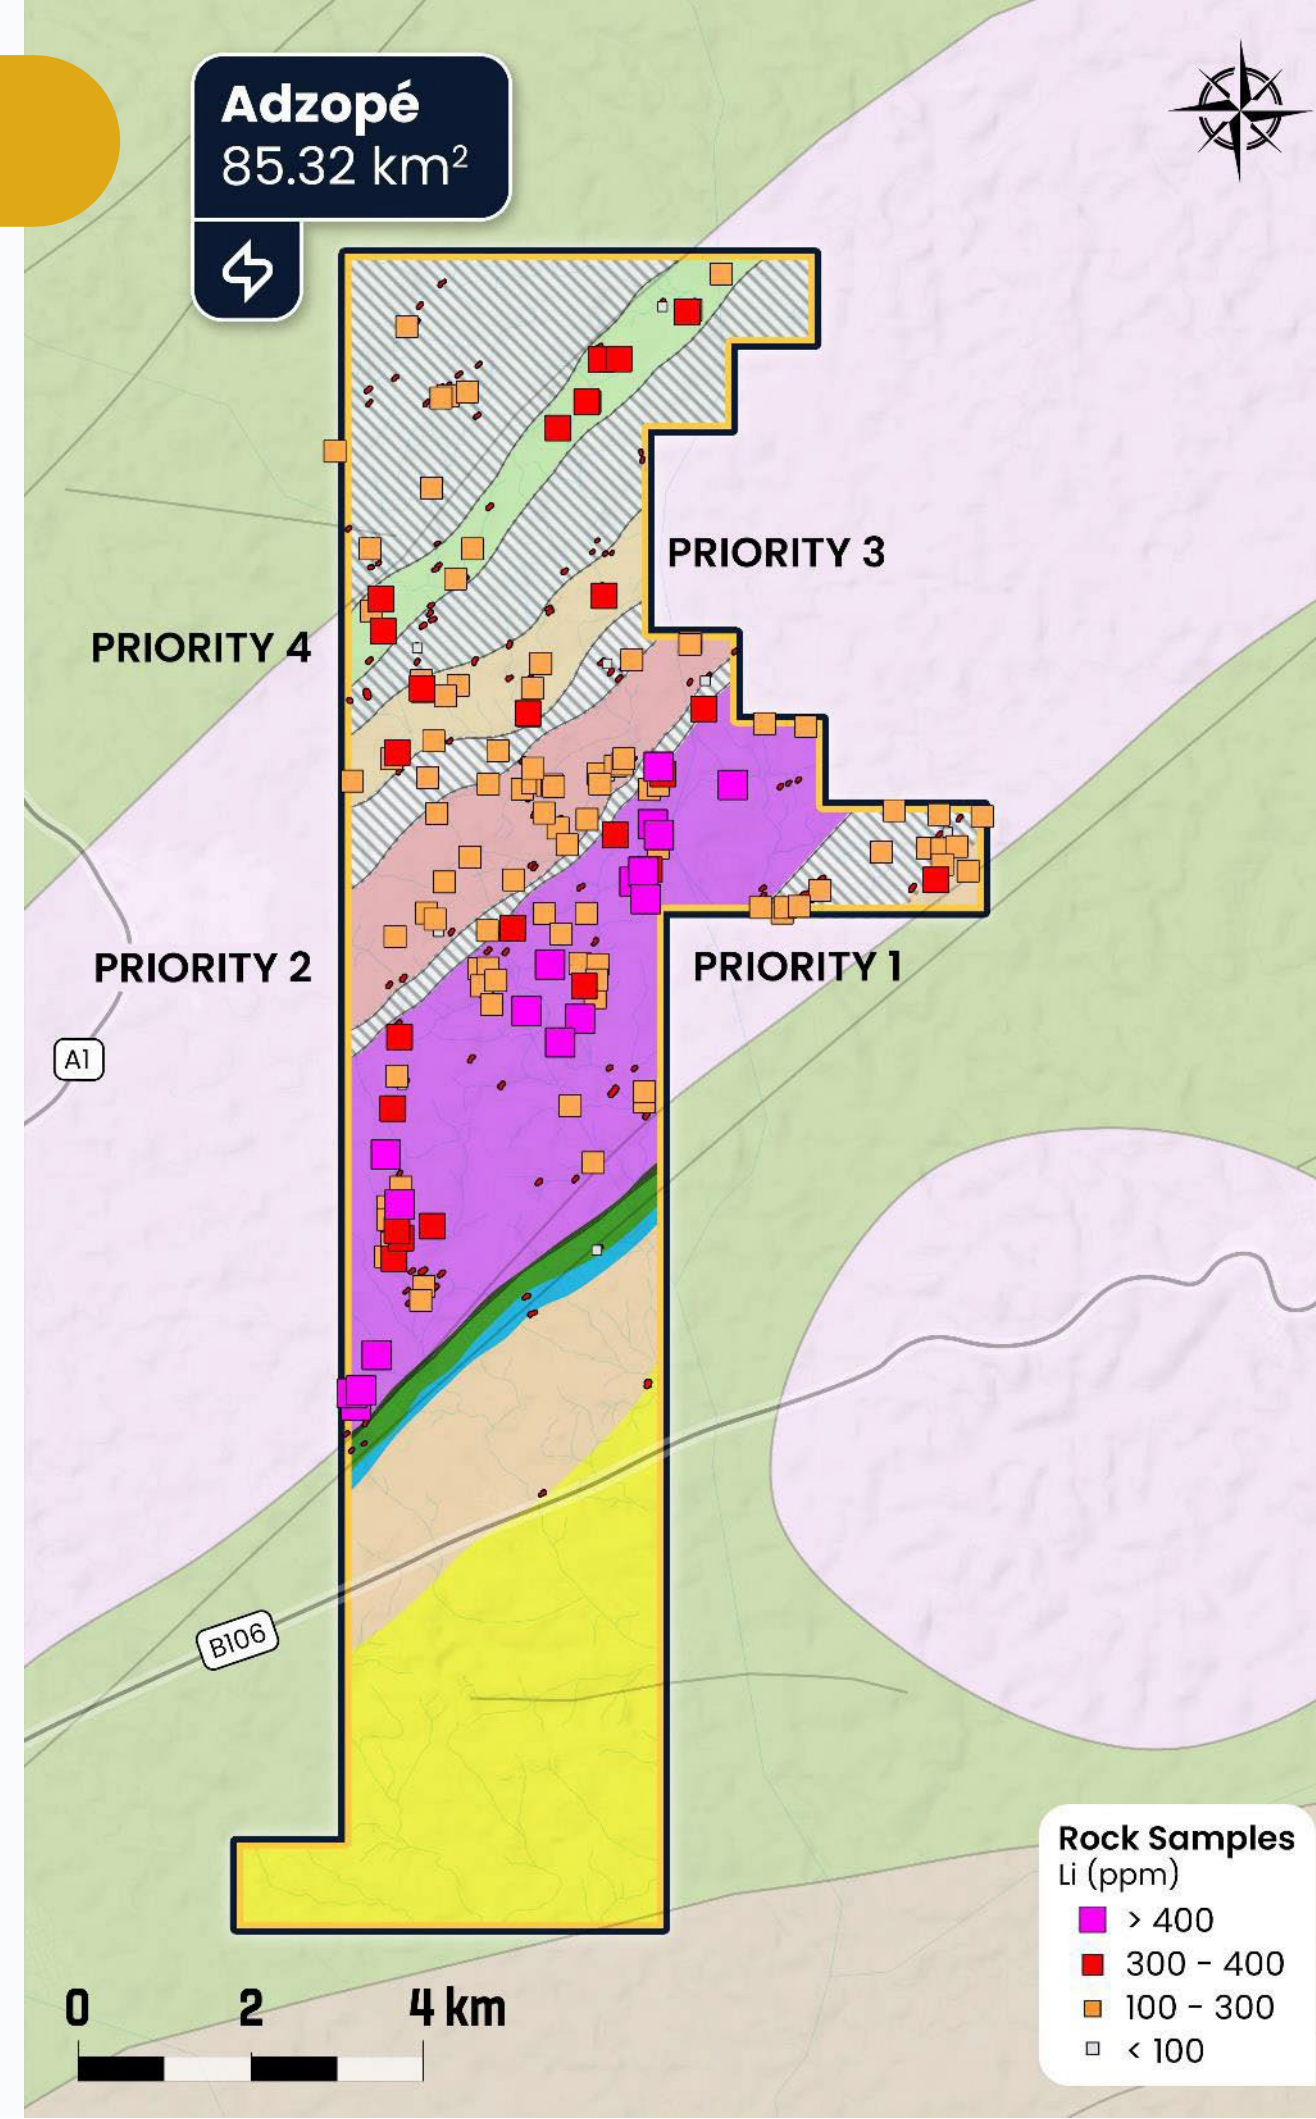 Adzopé
85.32 km²
PRIORITY 3
PRIORITY 4
PRIORITY 2
PRIORITY 1
A1
B106
Rock Samples
Li (ppm)
> 400
300 - 400
100 - 300
< 100
0 2 4 km